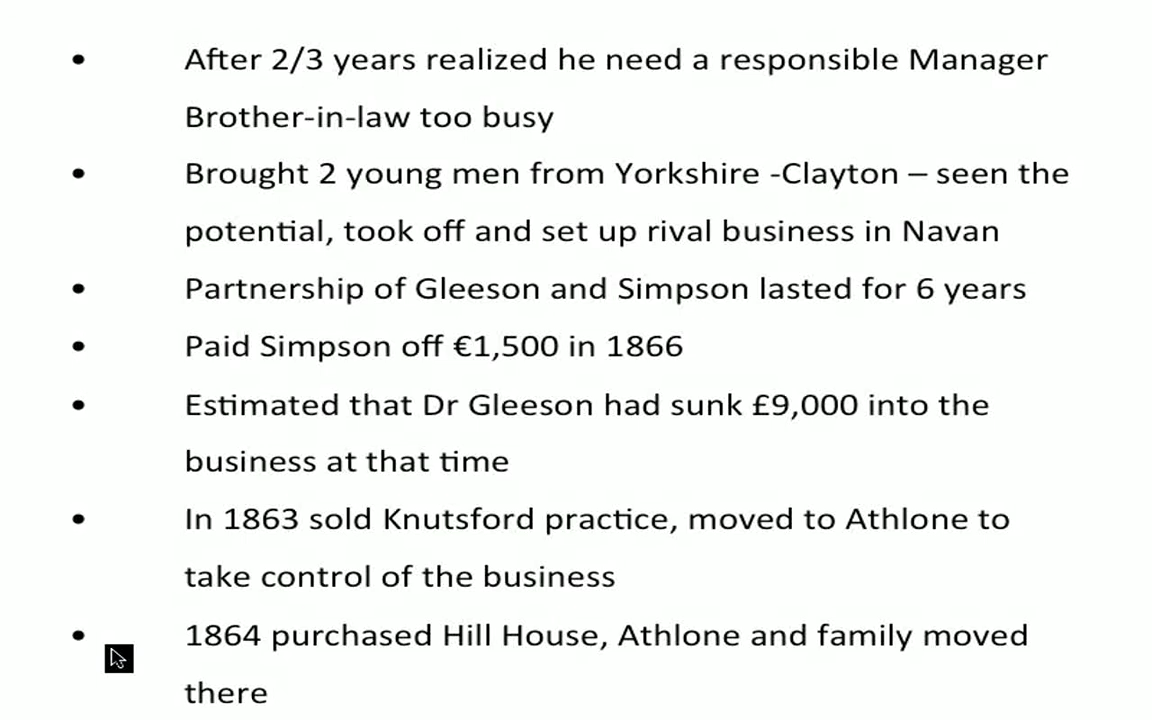 • After 2/3 years realized he need a responsible Manager
Brother-in-law too busy
• Brought 2 young men from Yorkshire -Clayton – seen the
potential, took off and set up rival business in Navan
• Partnership of Gleeson and Simpson lasted for 6 years
• Paid Simpson off €1,500 in 1866
• Estimated that Dr Gleeson had sunk £9,000 into the
business at that time
• In 1863 sold Knutsford practice, moved to Athlone to
take control of the business
• 1864 purchased Hill House, Athlone and family moved
there